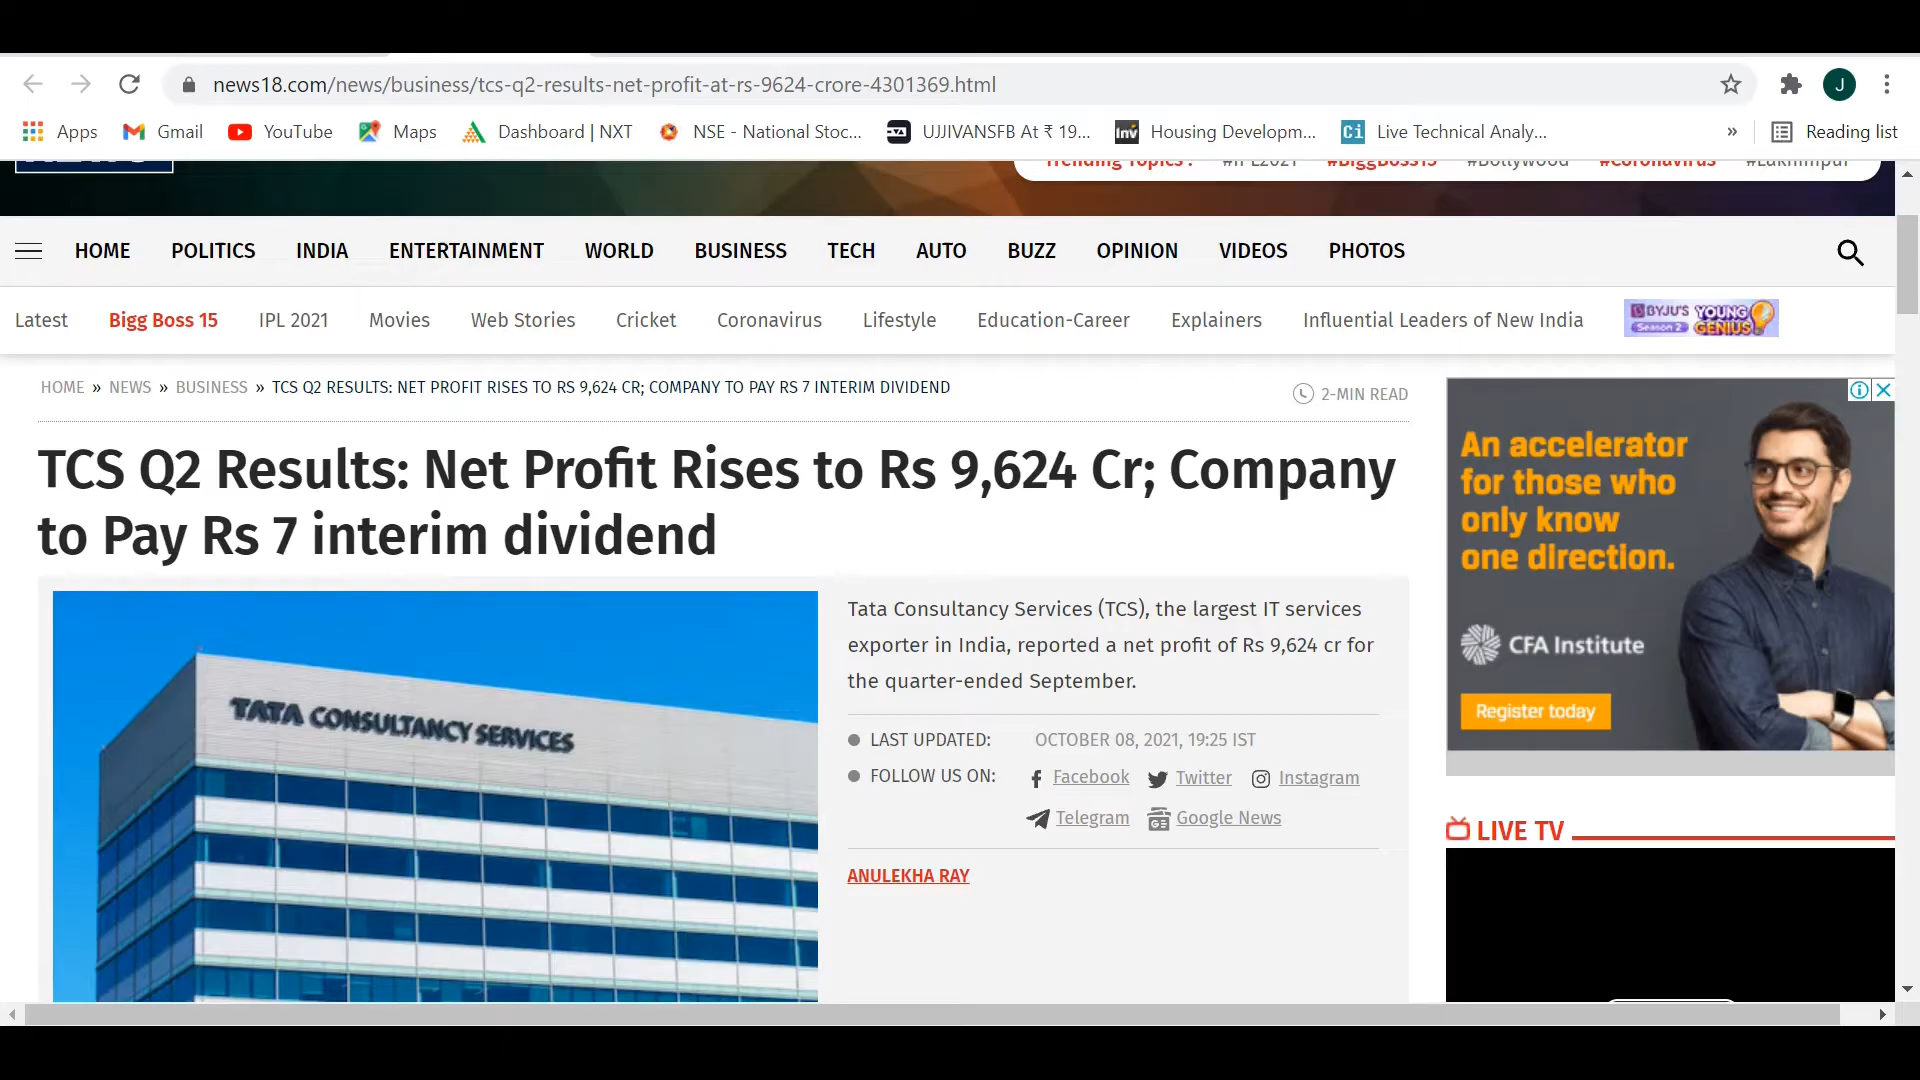 news18.com/news/business/tcs-q2-results-net-profit-at-rs-9624-crore-4301369.html
J
Apps Gmail YouTube Maps Dashboard | NXT NSE - National Stoc... UJJIVANSFB At ₹ 19... Housing Developm... Live Technical Analy... » Reading list
Trending Topics : #IPL2021 #BiggBoss15 #Bollywood #Coronavirus #Lakhimpur
HOME POLITICS INDIA ENTERTAINMENT WORLD BUSINESS TECH AUTO BUZZ OPINION VIDEOS PHOTOS
Latest Bigg Boss 15 IPL 2021 Movies Web Stories Cricket Coronavirus Lifestyle Education-Career Explainers Influential Leaders of New India
BYJU'S YOUNG GENIUS Season 2
HOME » NEWS » BUSINESS » TCS Q2 RESULTS: NET PROFIT RISES TO RS 9,624 CR; COMPANY TO PAY RS 7 INTERIM DIVIDEND
2-MIN READ
TCS Q2 Results: Net Profit Rises to Rs 9,624 Cr; Company
to Pay Rs 7 interim dividend
TATA CONSULTANCY SERVICES
Tata Consultancy Services (TCS), the largest IT services
exporter in India, reported a net profit of Rs 9,624 cr for
the quarter-ended September.
LAST UPDATED: OCTOBER 08, 2021, 19:25 IST
FOLLOW US ON: Facebook Twitter Instagram
Telegram Google News
ANULEKHA RAY
An accelerator
for those who
only know
one direction.
CFA Institute
Register today
LIVE TV